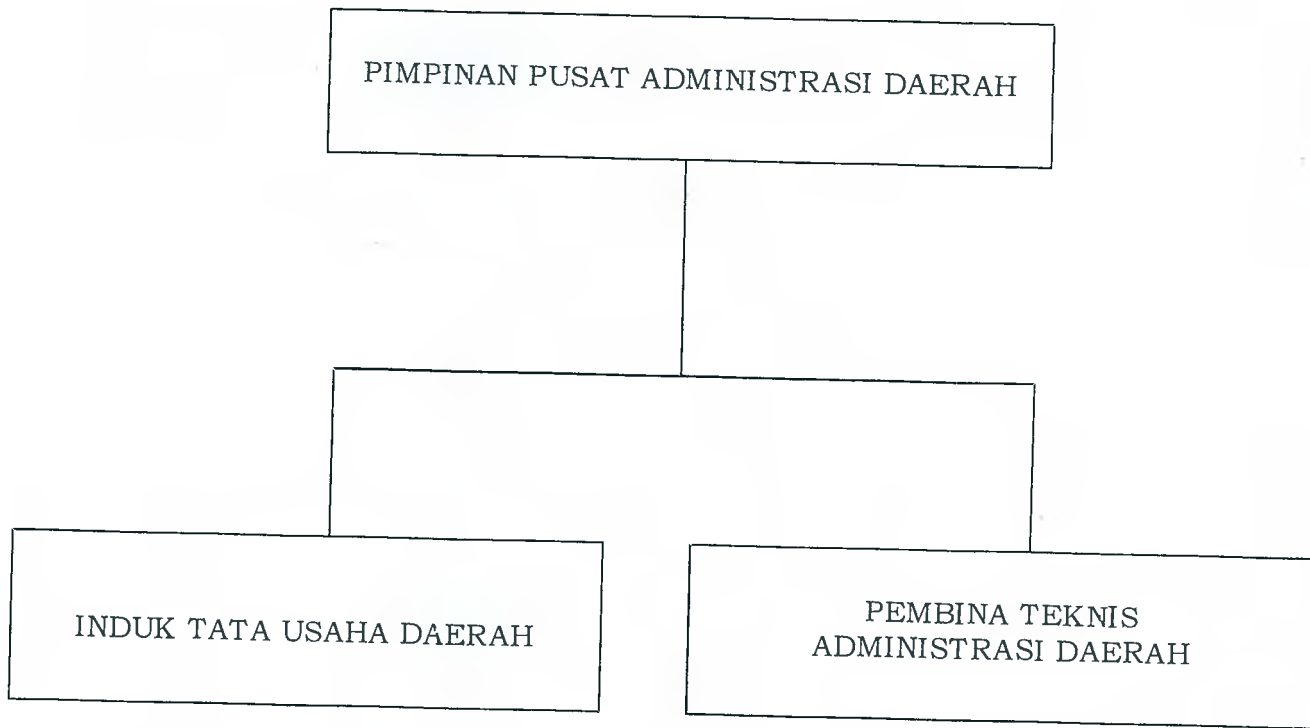 PIMPINAN PUSAT ADMINISTRASI DAERAH
INDUK TATA USAHA DAERAH
PEMBINA TEKNIS
ADMINISTRASI DAERAH